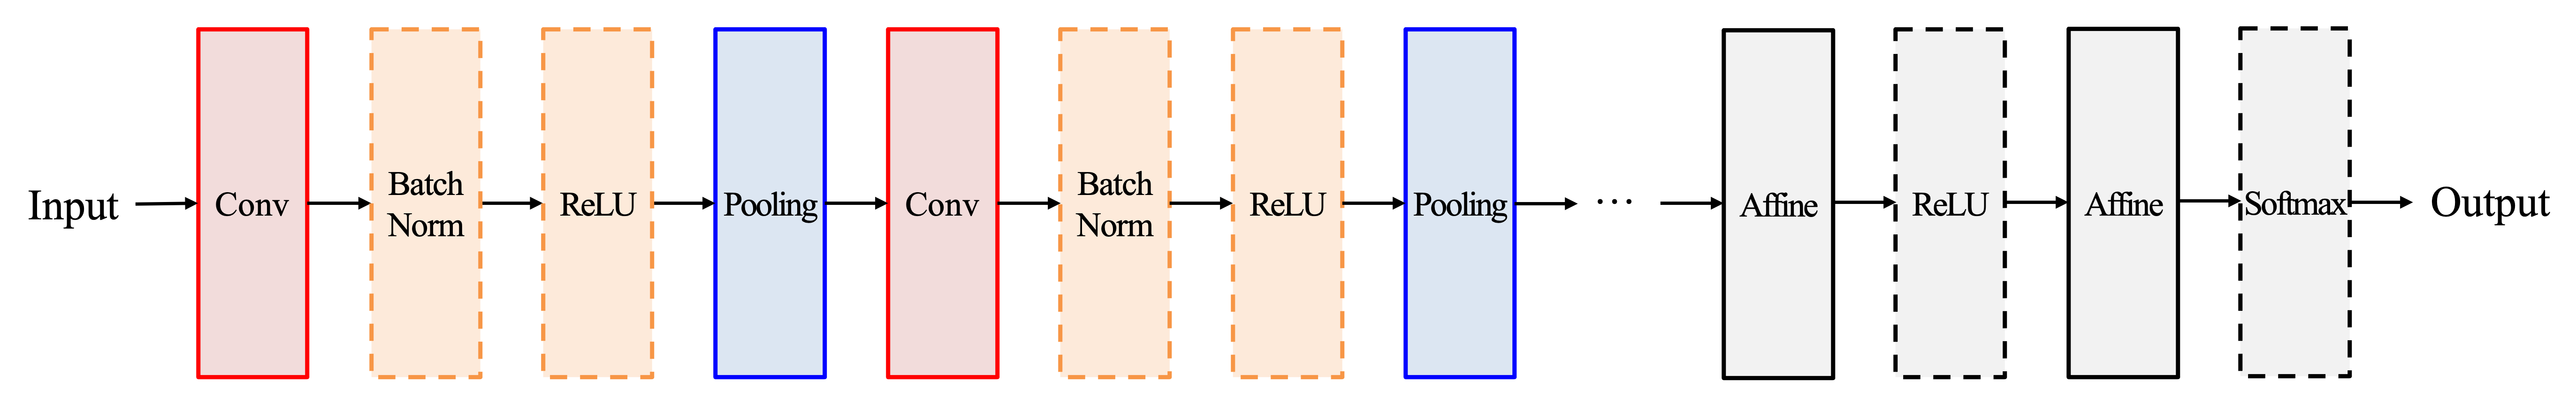 Input
Conv
Batch
Norm
ReLU
Pooling
Conv
Batch
Norm
ReLU
Pooling
...
Affine
ReLU
Affine
Softmax
Output